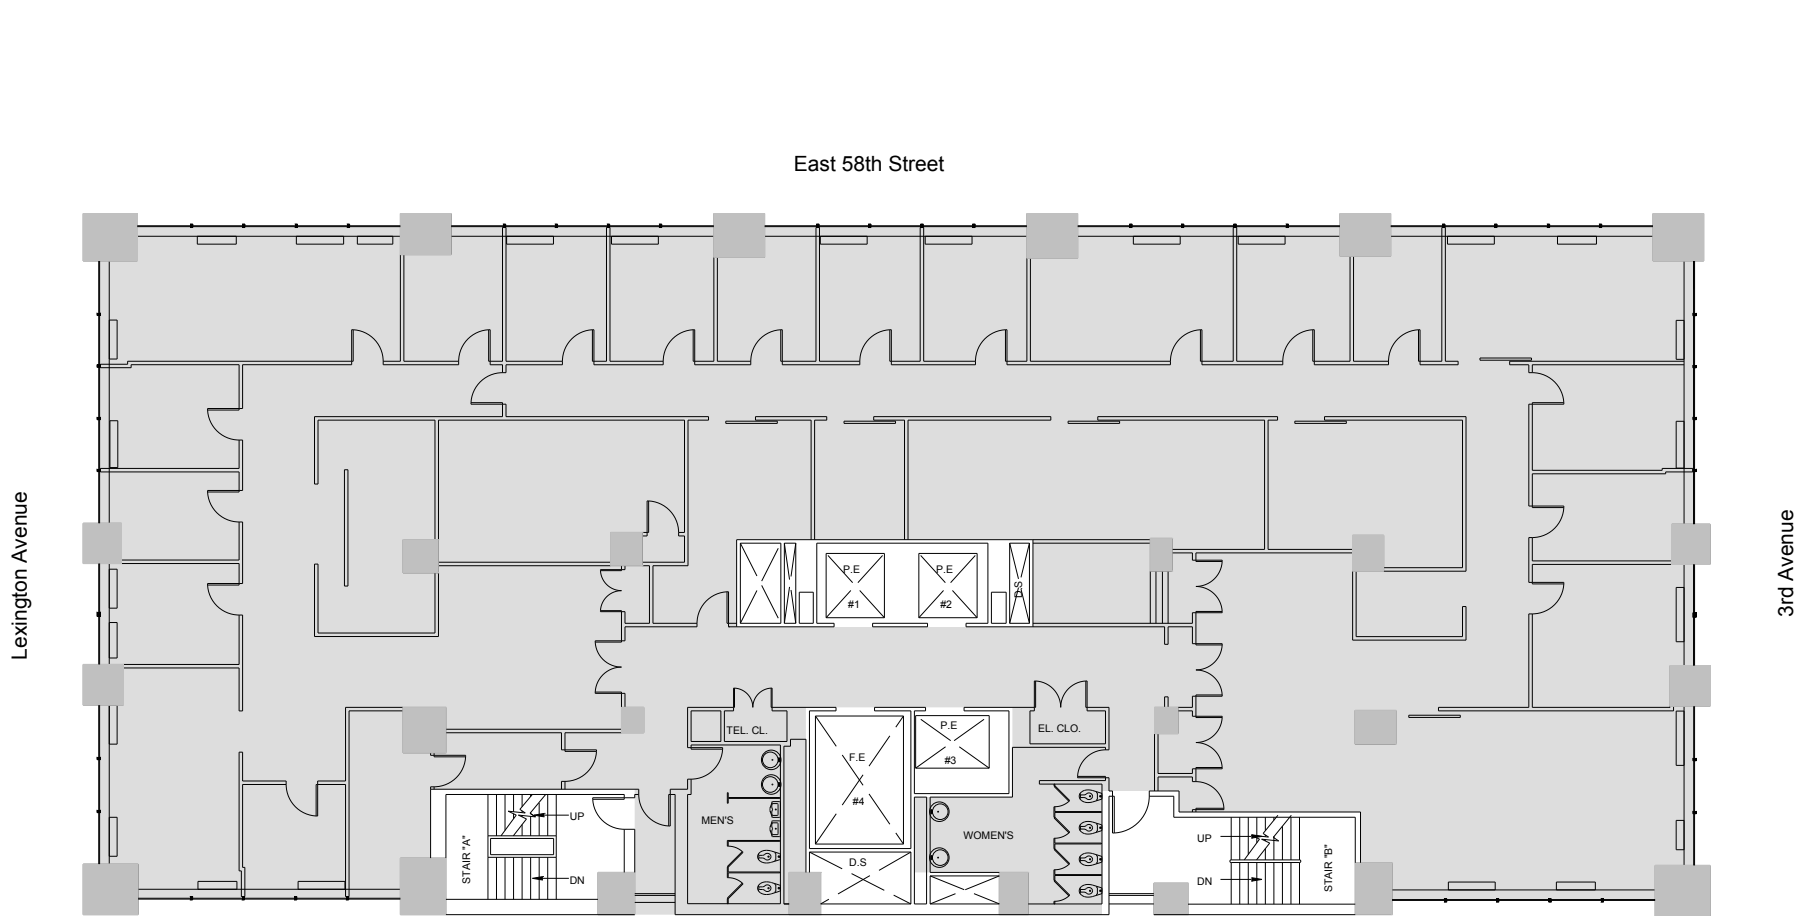 East 58th Street
Lexington Avenue
3rd Avenue
P.E
#1
P.E
#2
D.S
TEL. CL.
P.E
#3
EL. CLO.
F.E
#4
MEN'S
WOMEN'S
D.S
STAIR "A"
UP
DN
UP
DN
STAIR "B"